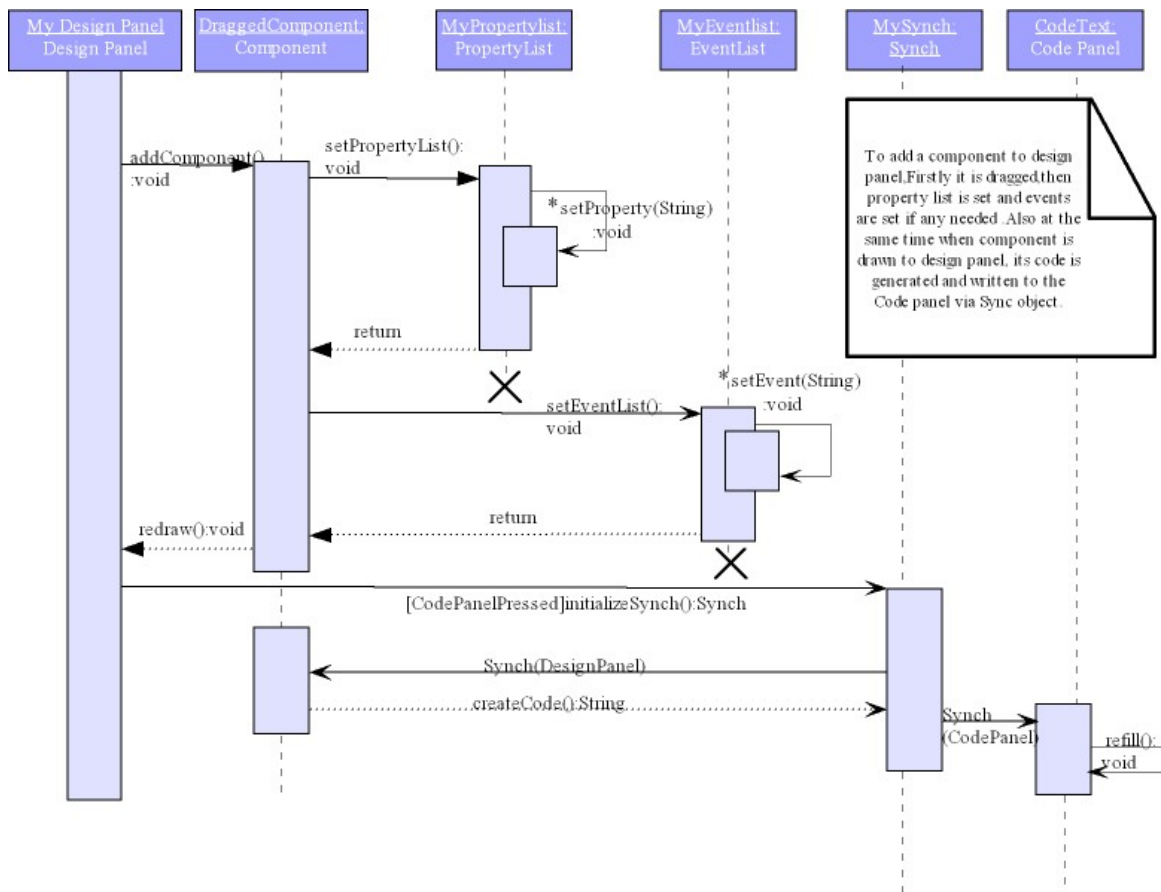 My Design Panel
Design Panel
DraggedComponent:
Component
MyPropertylist:
PropertyList
MyEventlist:
EventList
MySynch:
Synch
CodeText:
Code Panel
addComponent()
:void
setPropertyList():
void
*setProperty(String)
:void
To add a component to design
panel,Firstly it is dragged,then
property list is set and events
are set if any needed .Also at the
same time when component is
drawn to design panel, its code is
generated and written to the
Code panel via Sync object.
return
*setEvent(String)
:void
setEventList():
void
return
redraw():void
[CodePanelPressed]initializeSynch():Synch
Synch(DesignPanel)
createCode():String
Synch
(CodePanel)
refill():
void